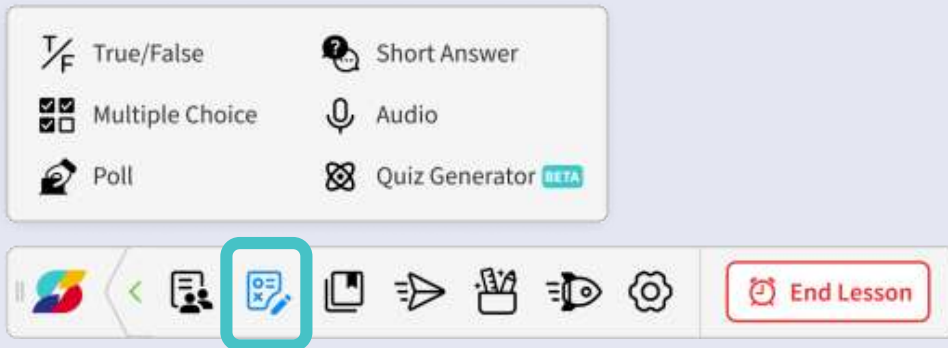 T/F True/False
Short Answer
Multiple Choice
Audio
Poll
Quiz Generator BETA
End Lesson